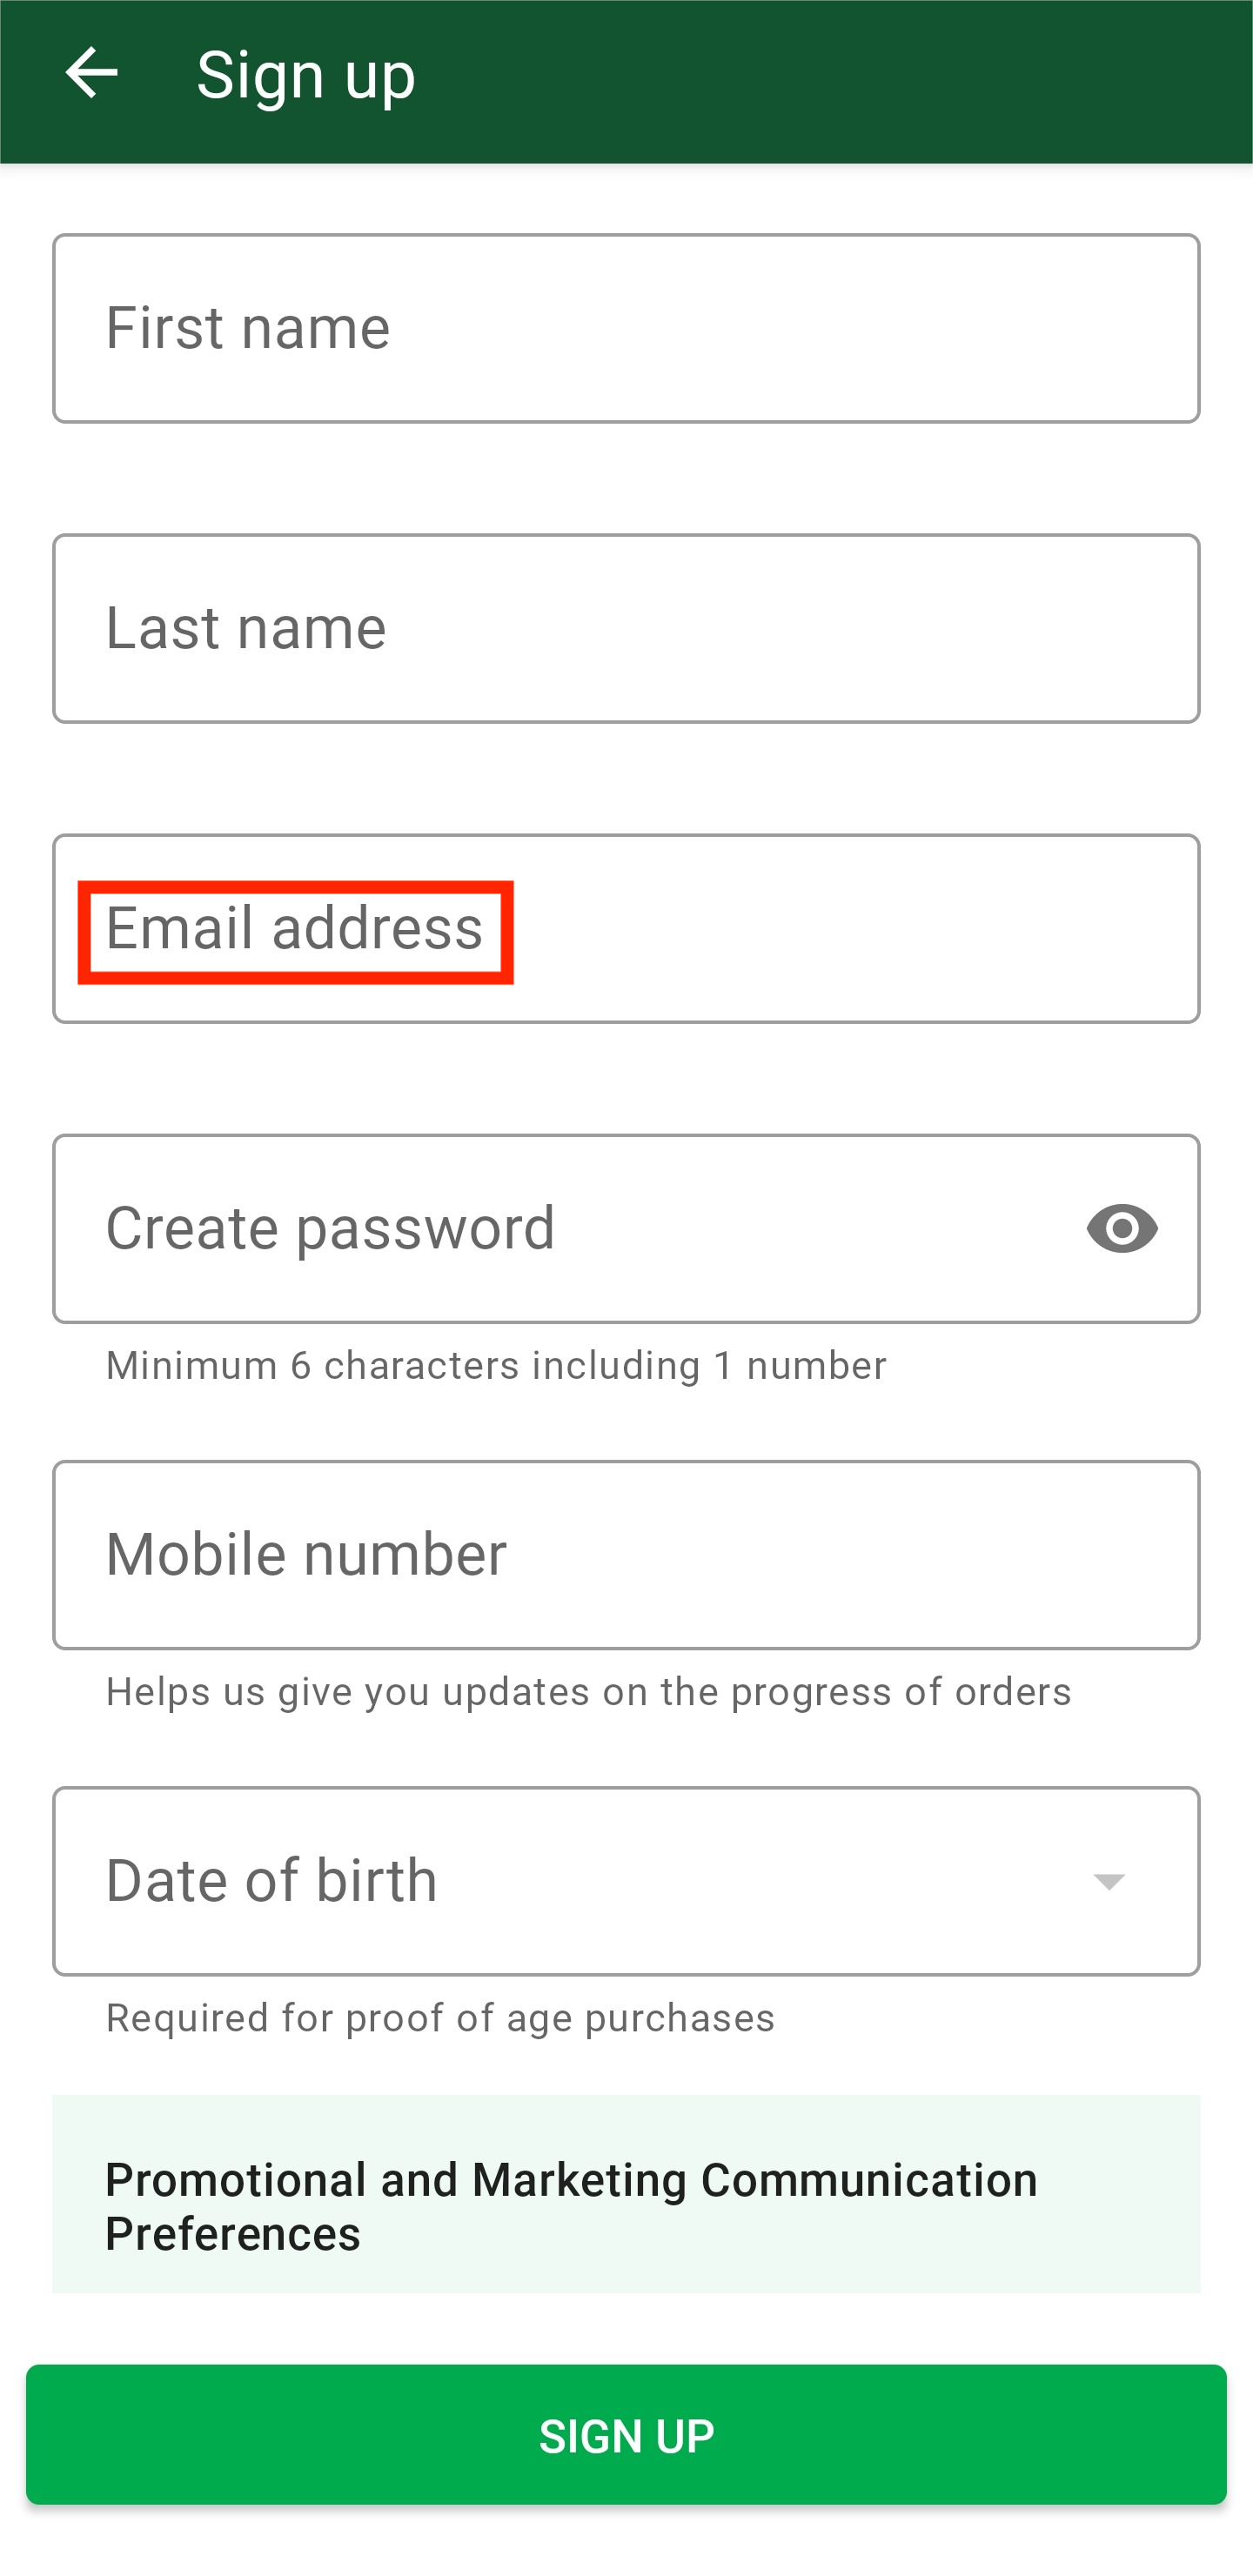 Sign up
First name
Last name
Email address
Create password
Minimum 6 characters including 1 number
Mobile number
Helps us give you updates on the progress of orders
Date of birth
Required for proof of age purchases
Promotional and Marketing Communication
Preferences
SIGN UP